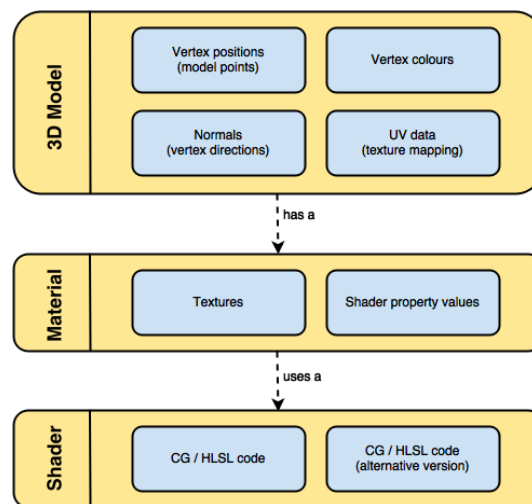 3D Model
Vertex positions
(model points)
Vertex colours
Normals
(vertex directions)
UV data
(texture mapping)
has a
Material
Textures
Shader property values
uses a
Shader
CG / HLSL code
CG / HLSL code
(alternative version)